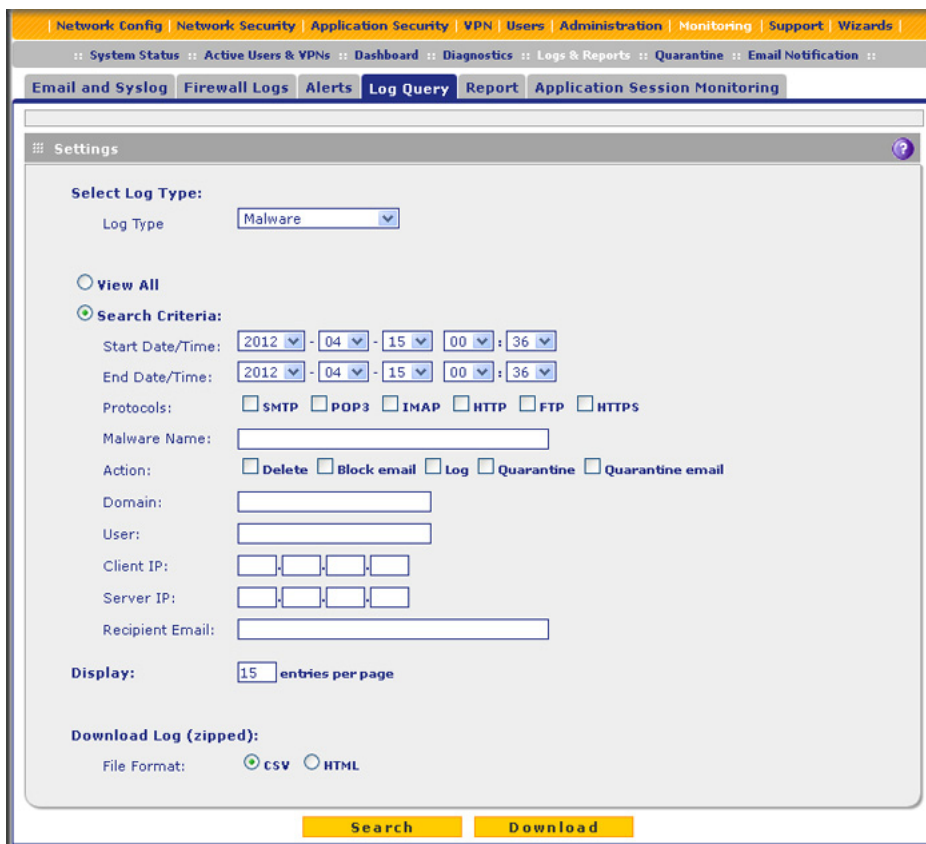 | Network Config | Network Security | Application Security | VPN | Users | Administration | Monitoring | Support | Wizards |
:: System Status :: Active Users & VPNs :: Dashboard :: Diagnostics :: Logs & Reports :: Quarantine :: Email Notification ::
Email and Syslog Firewall Logs Alerts Log Query Report Application Session Monitoring
Settings ?
Select Log Type:
Log Type Malware
View All
Search Criteria:
Start Date/Time: 2012 - 04 - 15 00 : 36
End Date/Time: 2012 - 04 - 15 00 : 36
Protocols: SMTP POP3 IMAP HTTP FTP HTTPS
Malware Name:
Action: Delete Block email Log Quarantine Quarantine email
Domain:
User:
Client IP: . . .
Server IP: . . .
Recipient Email:
Display: 15 entries per page
Download Log (zipped):
File Format: CSV HTML
Search Download